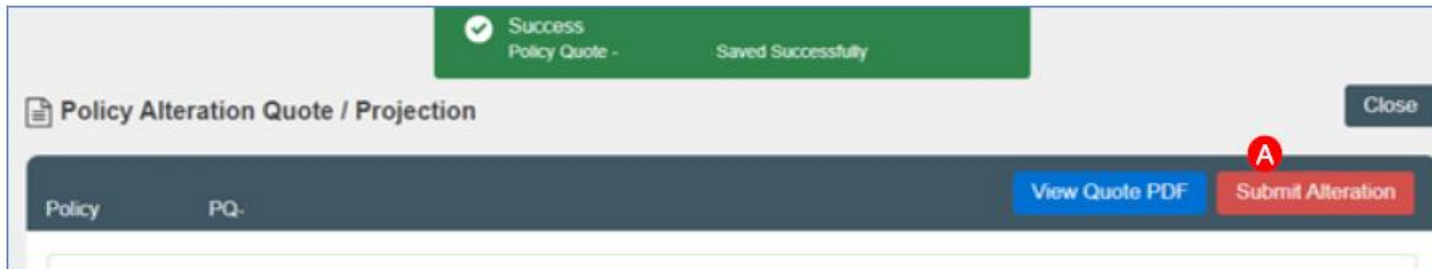 Success
Policy Quote - Saved Successfully
Policy Alteration Quote / Projection
Close
A
View Quote PDF
Submit Alteration
Policy PQ-